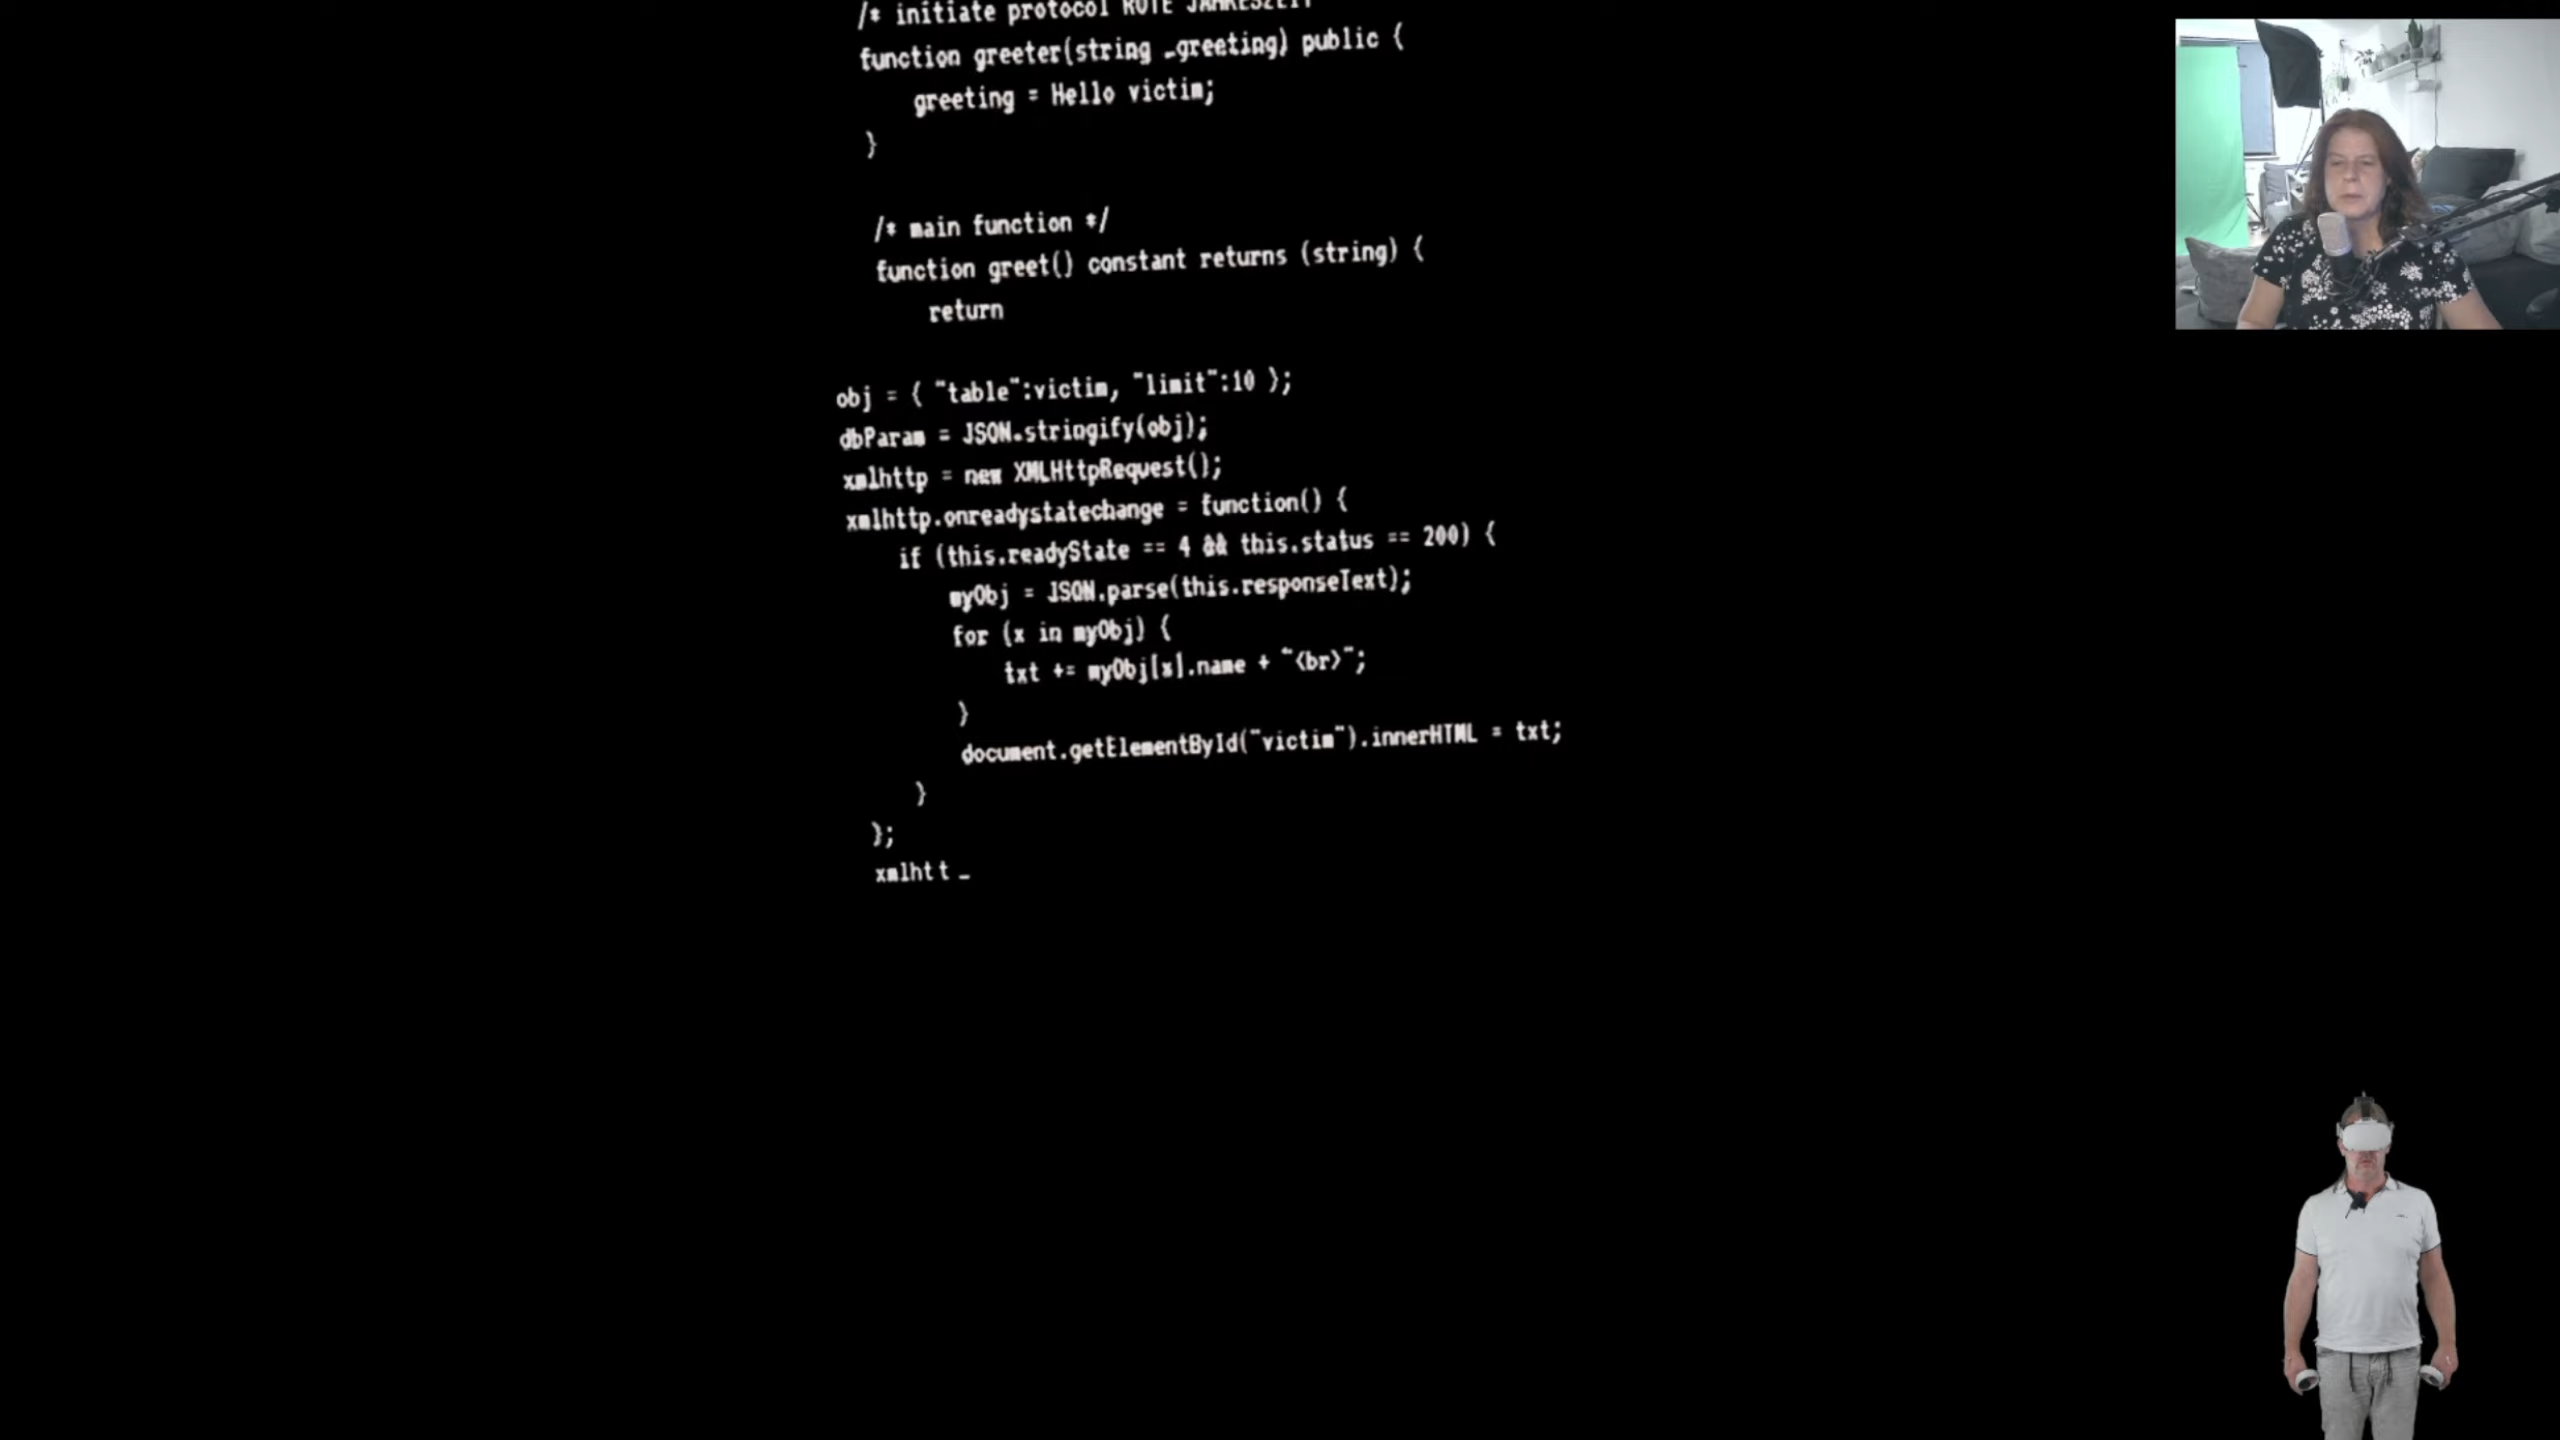 /* initiate protocol ROTE JAHRESZEIT
function greeter(string _greeting) public {
greeting = Hello victim;
}
/* main function */
function greet() constant returns (string) {
return
obj = { "table":victim, "limit":10 };
dbParam = JSON.stringify(obj);
xmlhttp = new XMLHttpRequest();
xmlhttp.onreadystatechange = function() {
if (this.readyState == 4 && this.status == 200) {
myObj = JSON.parse(this.responseText);
for (x in myObj) {
txt += myObj[x].name + "<br>";
}
document.getElementById("victim").innerHTML = txt;
}
};
xmlhtt _